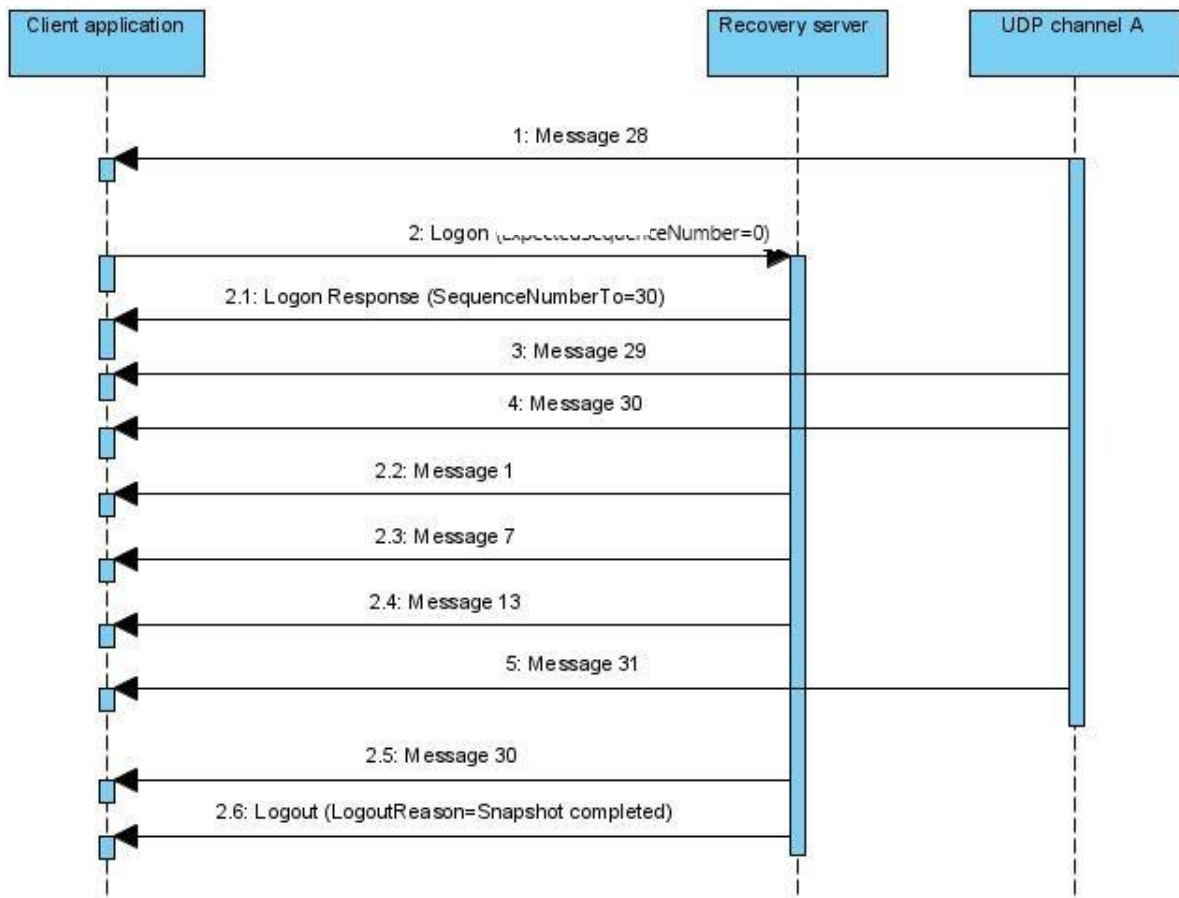 Client application
Recovery server
UDP channel A
1: Message 28
2: Logon (ExpectedSequenceNumber=0)
2.1: Logon Response (SequenceNumberTo=30)
3: Message 29
4: Message 30
2.2: Message 1
2.3: Message 7
2.4: Message 13
5: Message 31
2.5: Message 30
2.6: Logout (LogoutReason=Snapshot completed)